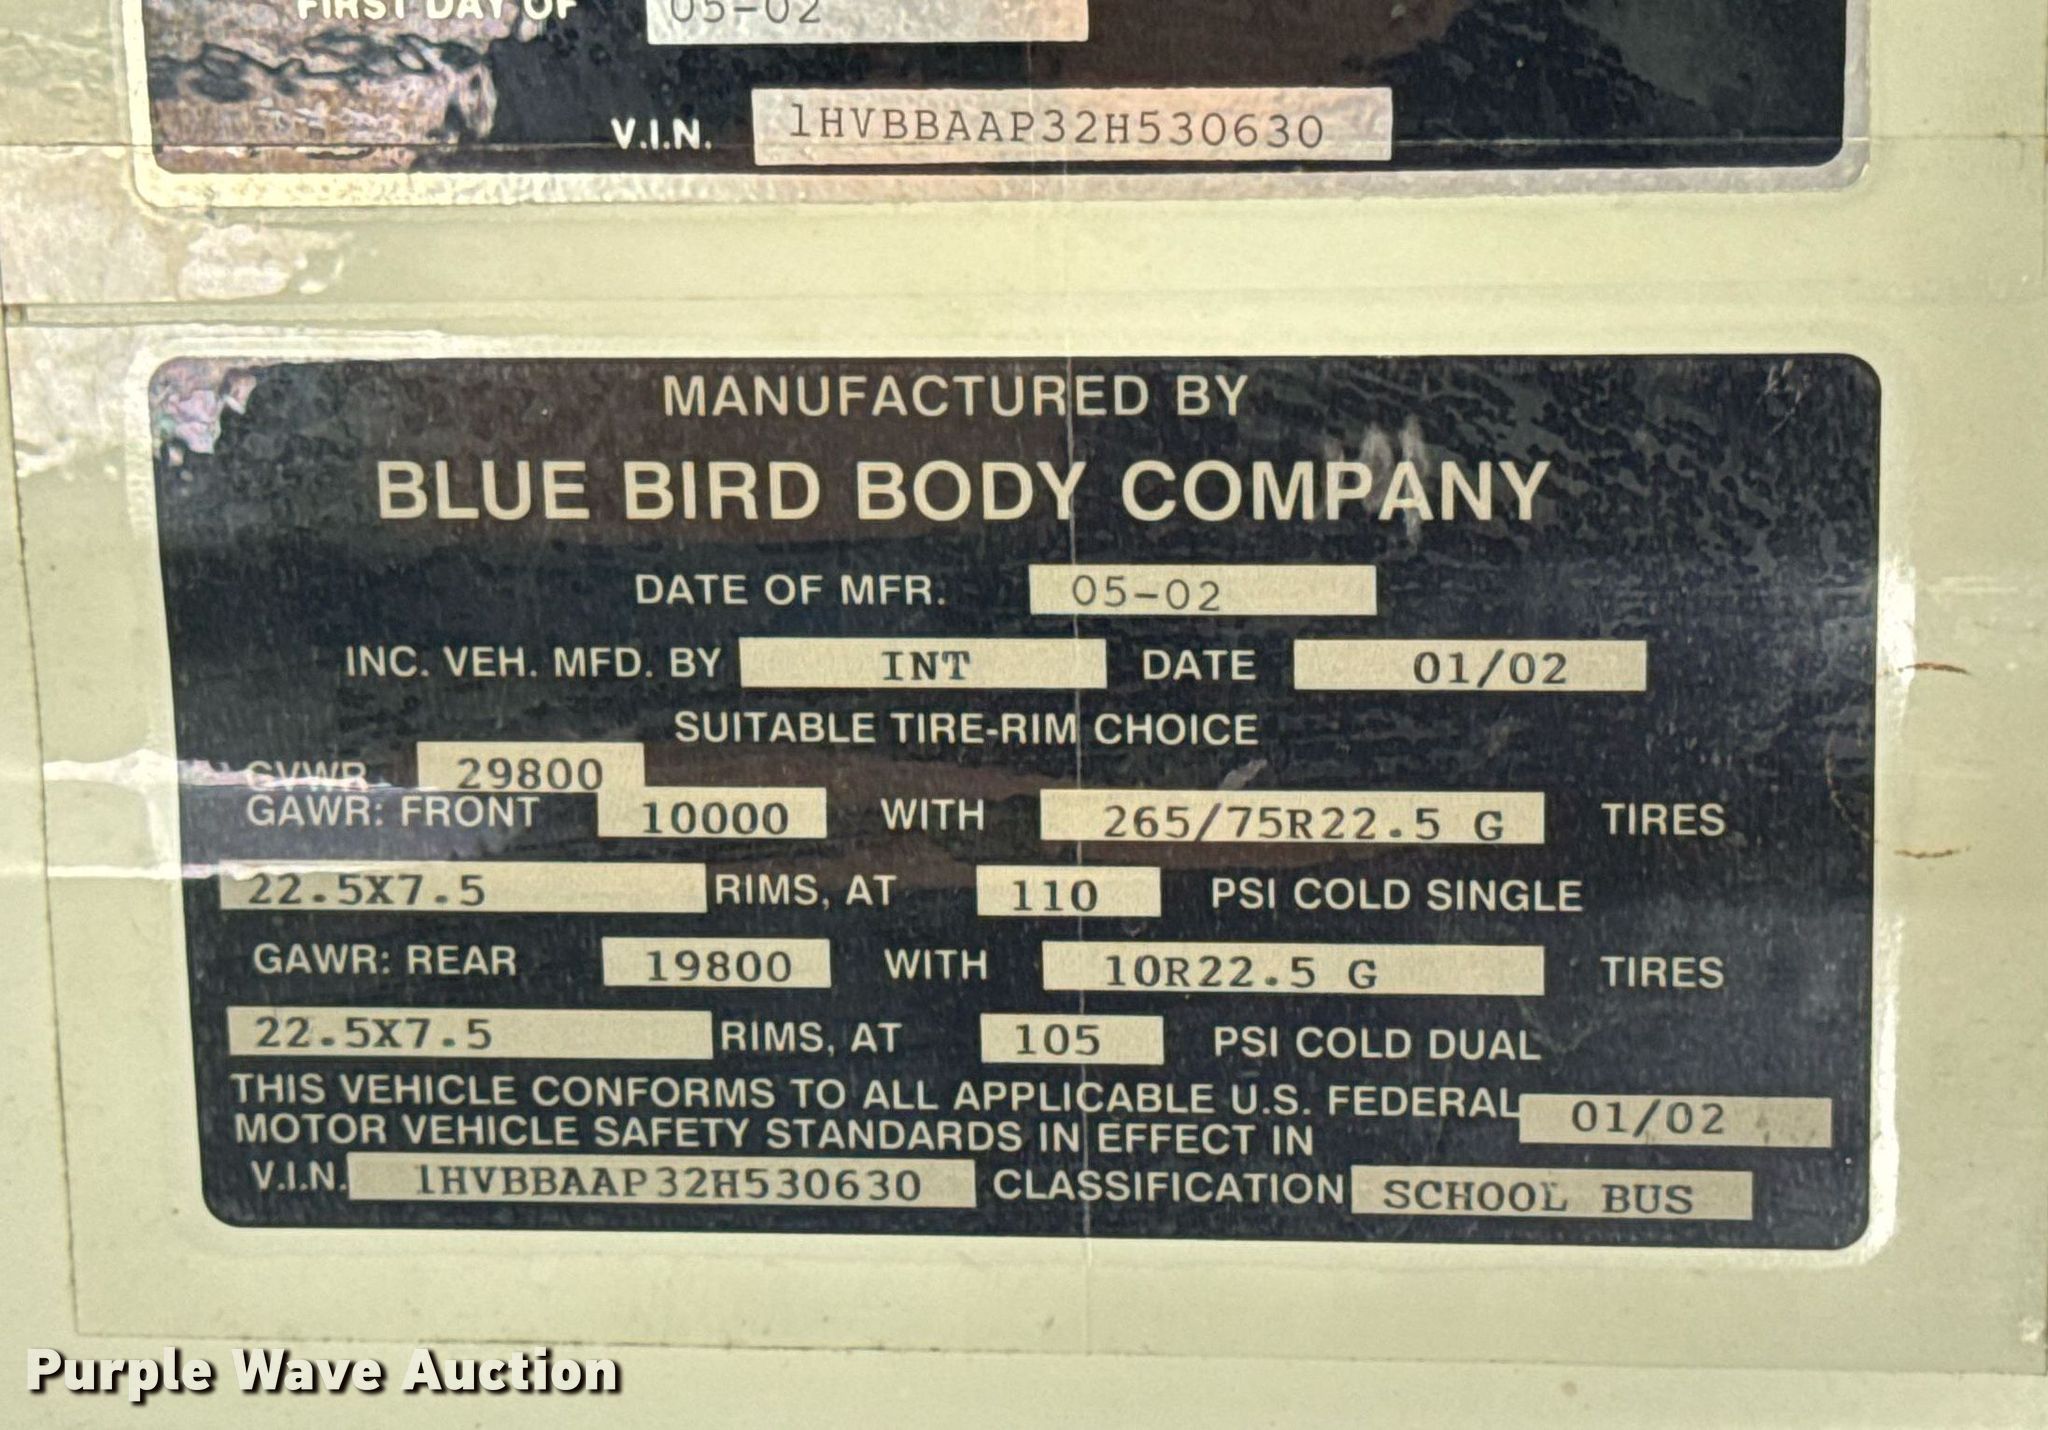 FIRST DAY OF 05-02
V.I.N. 1HVBBAAP32H530630
MANUFACTURED BY
BLUE BIRD BODY COMPANY
DATE OF MFR. 05-02
INC. VEH. MFD. BY INT DATE 01/02
SUITABLE TIRE-RIM CHOICE
GVWR 29800
GAWR: FRONT 10000 WITH 265/75R22.5 G TIRES
22.5X7.5 RIMS, AT 110 PSI COLD SINGLE
GAWR: REAR 19800 WITH 10R22.5 G TIRES
22.5X7.5 RIMS, AT 105 PSI COLD DUAL
THIS VEHICLE CONFORMS TO ALL APPLICABLE U.S. FEDERAL
MOTOR VEHICLE SAFETY STANDARDS IN EFFECT IN 01/02
V.I.N. 1HVBBAAP32H530630 CLASSIFICATION SCHOOL BUS
Purple Wave Auction